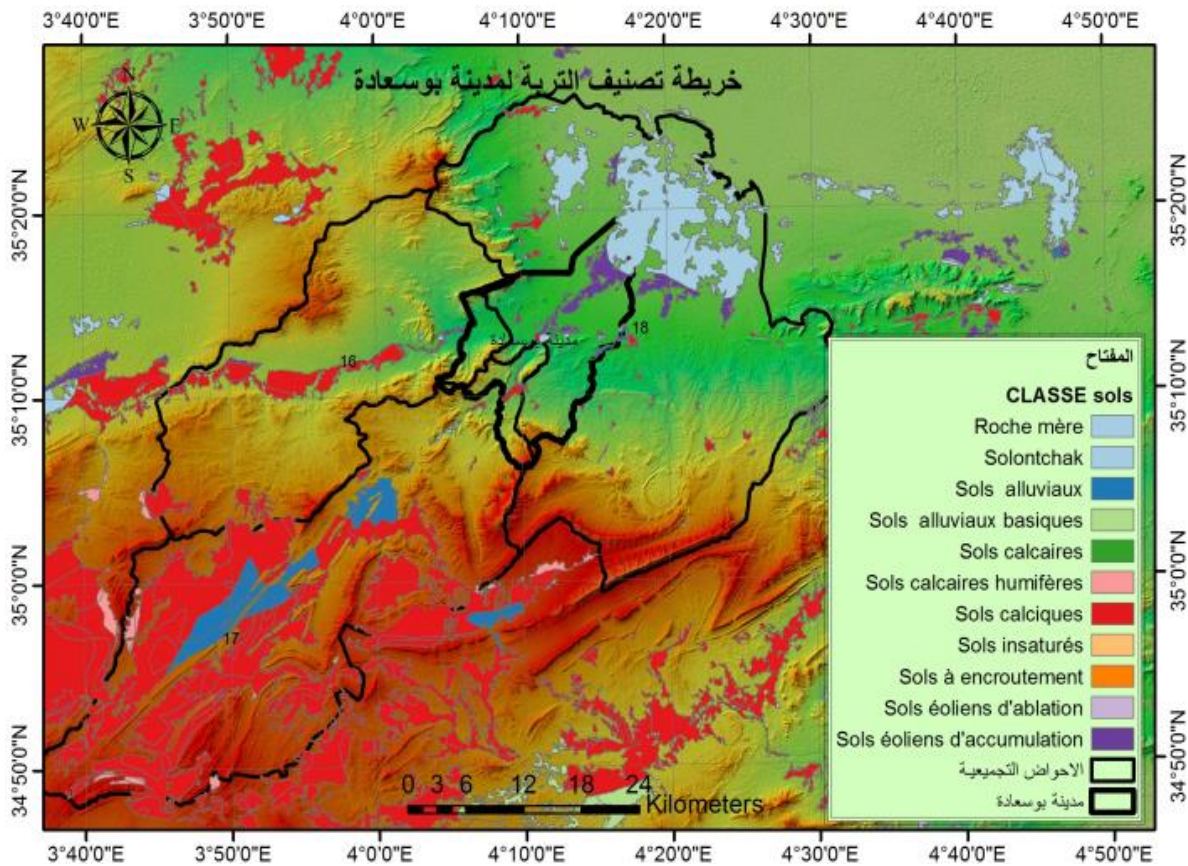 3°40'0"E 3°50'0"E 4°0'0"E 4°10'0"E 4°20'0"E 4°30'0"E 4°40'0"E 4°50'0"E
خريطة تصنيف التربة لمدينة بوسعادة
N
W E
S
35°20'0"N 35°20'0"N
18
مدينة بوسعادة
16
35°10'0"N 35°10'0"N
المفتاح
CLASSE sols
Roche mère
Solontchak
Sols alluviaux
Sols alluviaux basiques
Sols calcaires
Sols calcaires humifères
Sols calciques
Sols insaturés
Sols à encroutement
Sols éoliens d'ablation
Sols éoliens d'accumulation
الاحواض التجميعية
مدينة بوسعادة
35°0'0"N 35°0'0"N
17
34°50'0"N 34°50'0"N
0 3 6 12 18 24
Kilometers
3°40'0"E 3°50'0"E 4°0'0"E 4°10'0"E 4°20'0"E 4°30'0"E 4°40'0"E 4°50'0"E